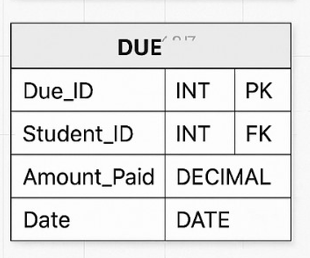 DUE
Due_ID INT PK
Student_ID INT FK
Amount_Paid DECIMAL
Date DATE